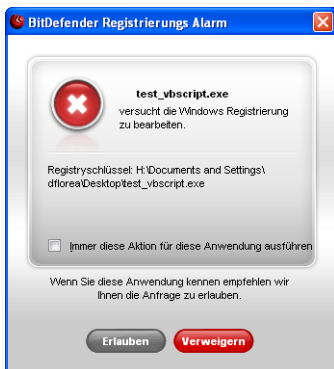 BitDefender Registrierungs Alarm
test_vbscript.exe
versucht die Windows Registrierung
zu bearbeiten.
Registryschlüssel: H:\Documents and Settings\
dflorea\Desktop\test_vbscript.exe
Immer diese Aktion für diese Anwendung ausführen
Wenn Sie diese Anwendung kennen empfehlen wir
Ihnen die Anfrage zu erlauben.
Erlauben Verweigern